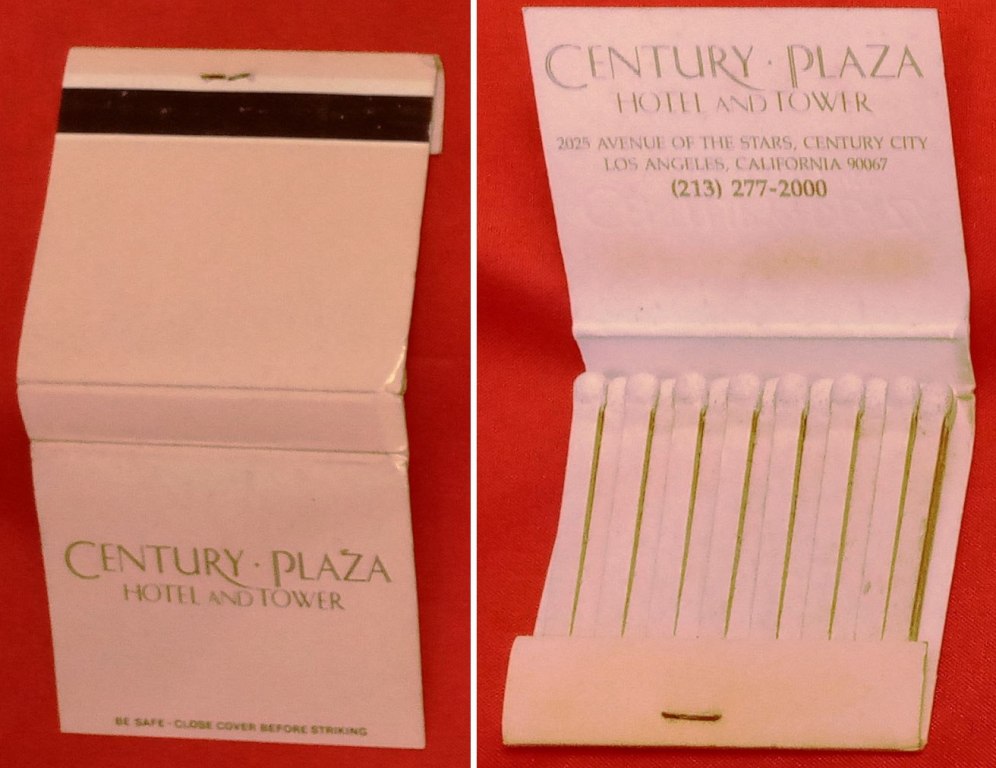 CENTURY · PLAZA
HOTEL AND TOWER
BE SAFE - CLOSE COVER BEFORE STRIKING
CENTURY · PLAZA
HOTEL AND TOWER
2025 AVENUE OF THE STARS, CENTURY CITY
LOS ANGELES, CALIFORNIA 90067
(213) 277-2000